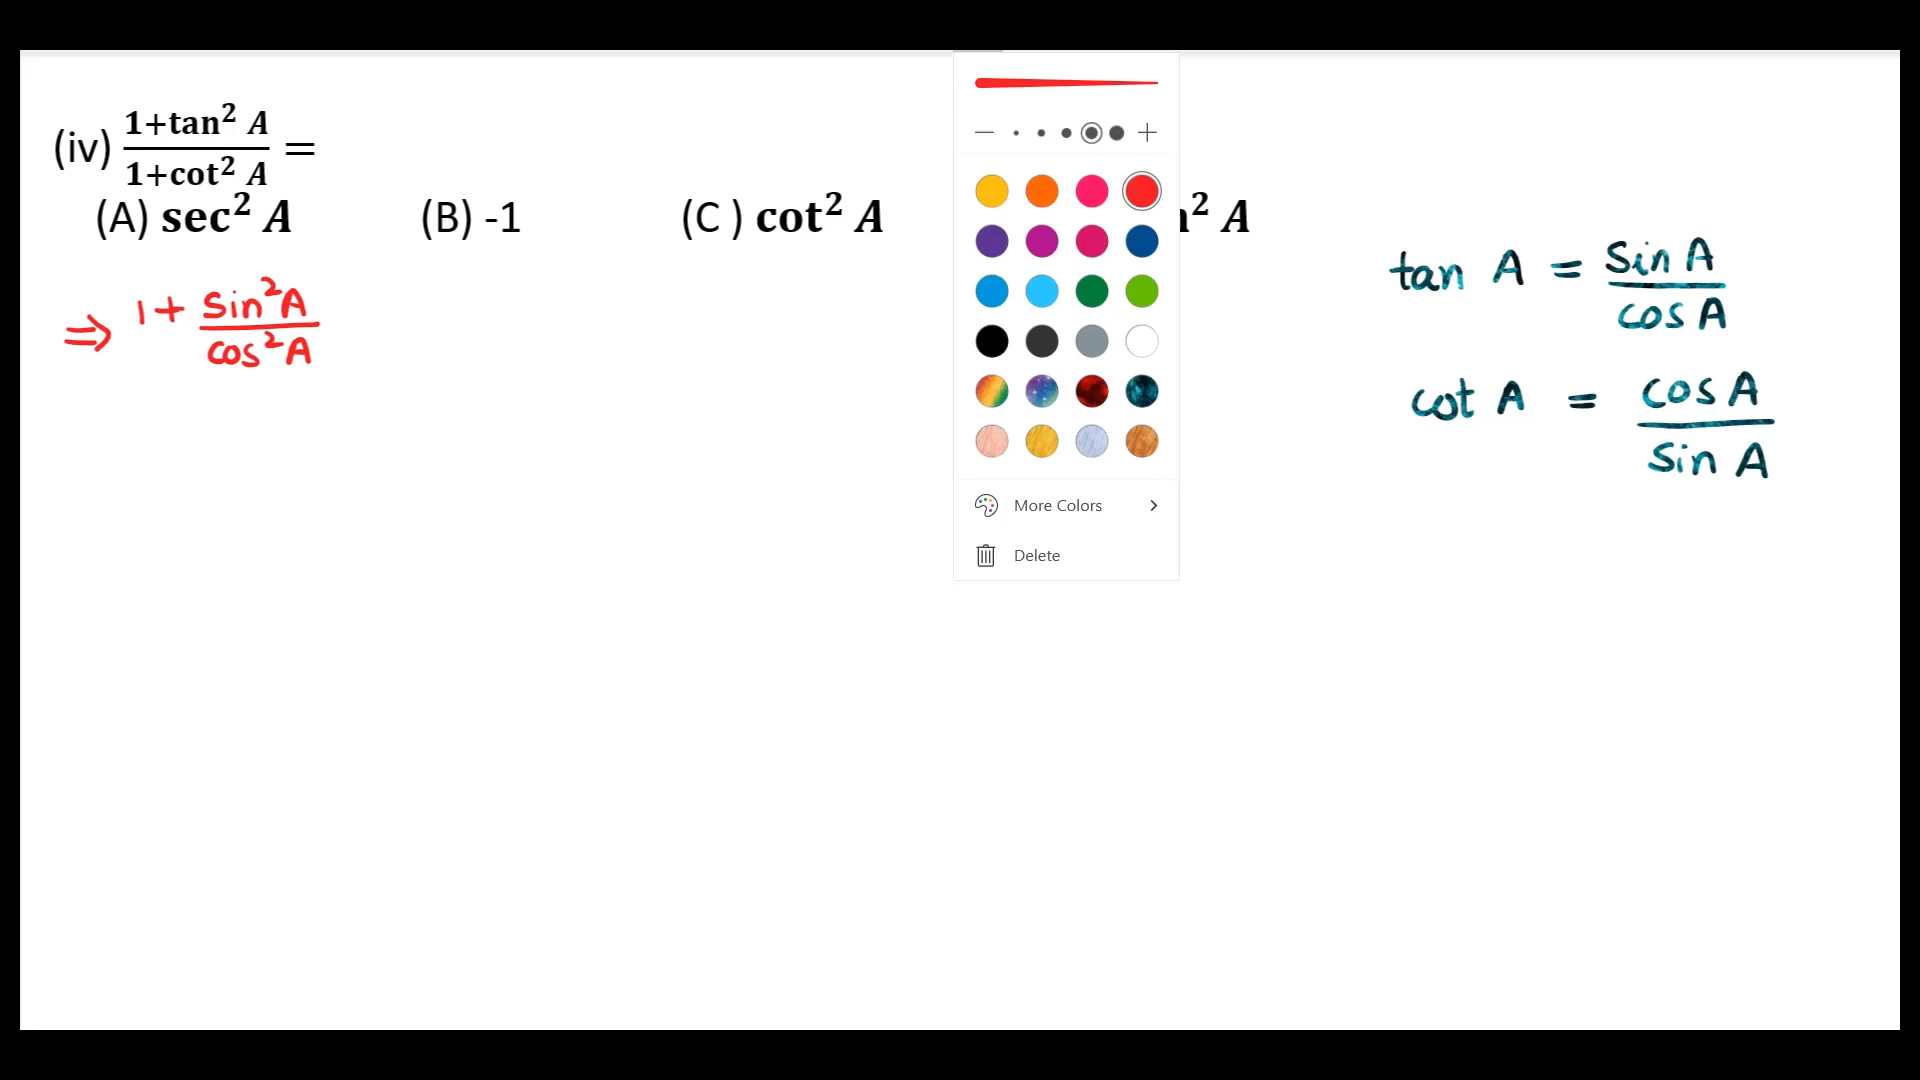 (iv) 1+tan² A / 1+cot² A =
(A) sec² A (B) -1 (C ) cot² A n² A
⇒ 1 + sin²A / cos²A
tan A = sin A / cos A
cot A = cos A / sin A
More Colors
Delete